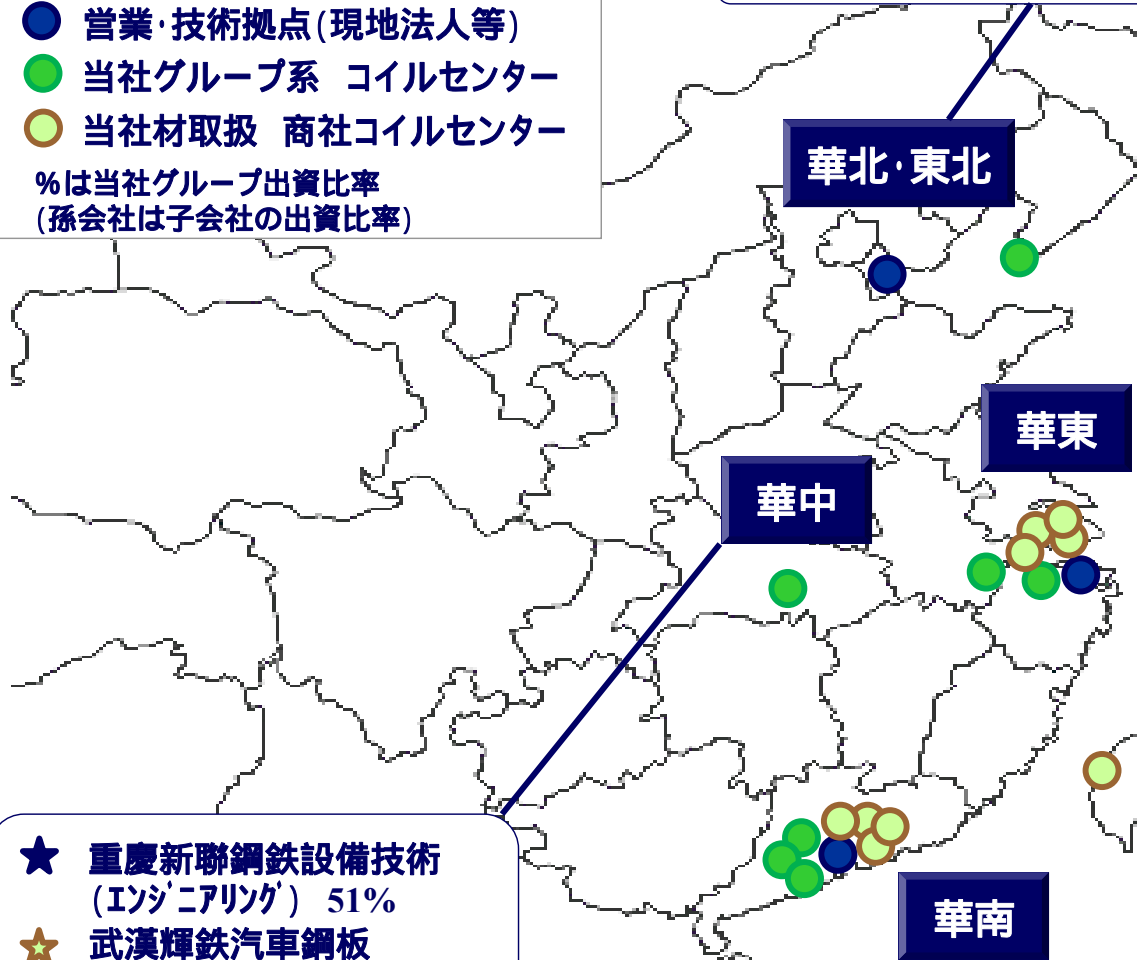 営業･技術拠点(現地法人等)
当社グループ系　コイルセンター
当社材取扱　商社コイルセンター
%は当社グループ出資比率
(孫会社は子会社の出資比率)
華北･東北
華東
華中
重慶新聯鋼鉄設備技術
(ｴﾝｼﾞﾆｱﾘﾝｸﾞ)　51%
武漢輝鉄汽車鋼板
華南